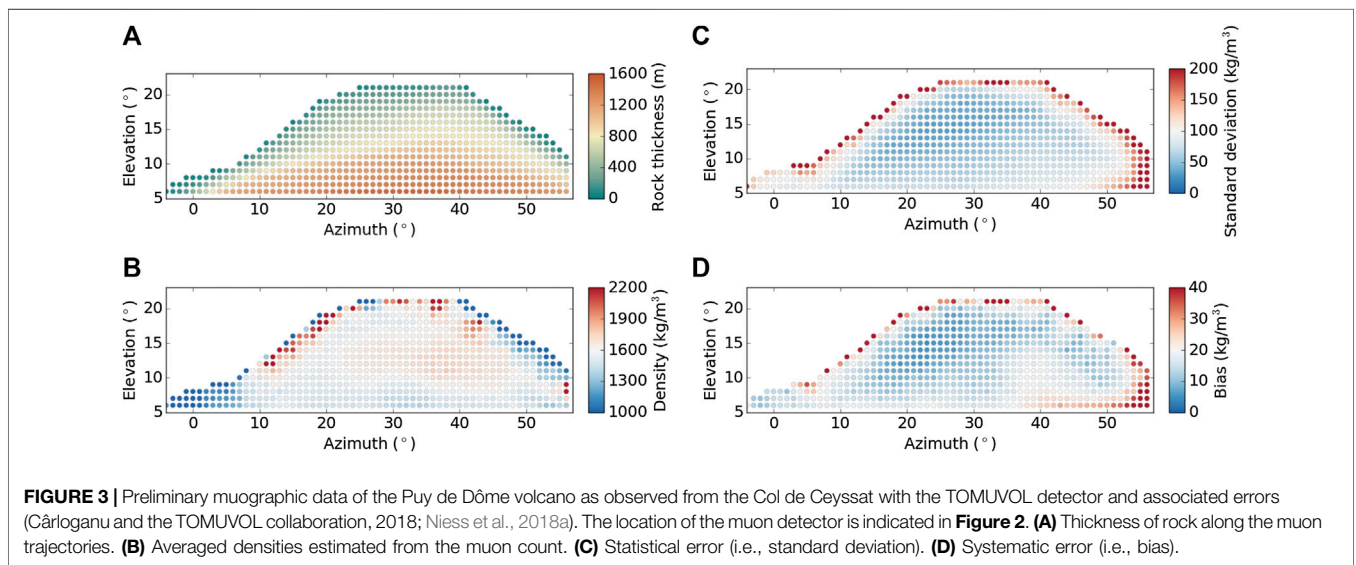 A
Elevation (°)
20
15
10
5
0 10 20 30 40 50
Azimuth (°)
1600
1200
800
400
0
Rock thickness (m)
C
Elevation (°)
20
15
10
5
0 10 20 30 40 50
Azimuth (°)
200
150
100
50
0
Standard deviation (kg/m³)
B
Elevation (°)
20
15
10
5
0 10 20 30 40 50
Azimuth (°)
2200
1900
1600
1300
1000
Density (kg/m³)
D
Elevation (°)
20
15
10
5
0 10 20 30 40 50
Azimuth (°)
40
30
20
10
0
Bias (kg/m³)
FIGURE 3 | Preliminary muographic data of the Puy de Dôme volcano as observed from the Col de Ceyssat with the TOMUVOL detector and associated errors
(Cârloganu and the TOMUVOL collaboration, 2018; Niess et al., 2018a). The location of the muon detector is indicated in Figure 2. (A) Thickness of rock along the muon
trajectories. (B) Averaged densities estimated from the muon count. (C) Statistical error (i.e., standard deviation). (D) Systematic error (i.e., bias).